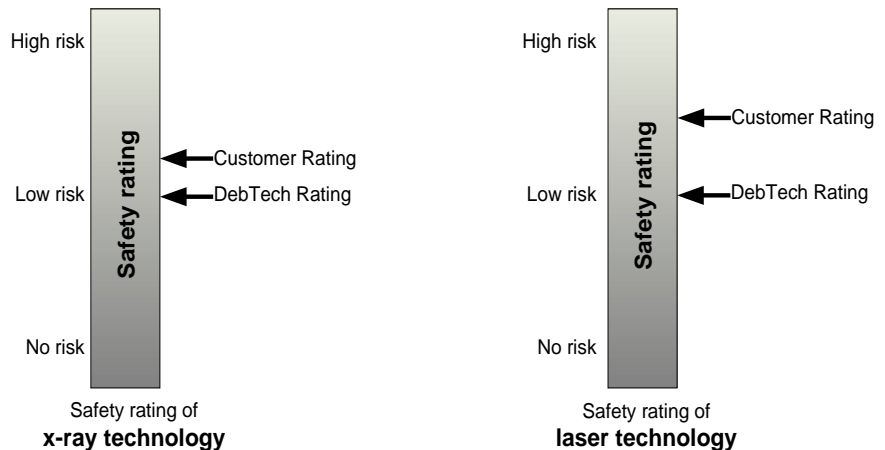 High risk
Safety rating
Customer Rating
Low risk
DebTech Rating
No risk
Safety rating of
x-ray technology
High risk
Safety rating
Customer Rating
Low risk
DebTech Rating
No risk
Safety rating of
laser technology